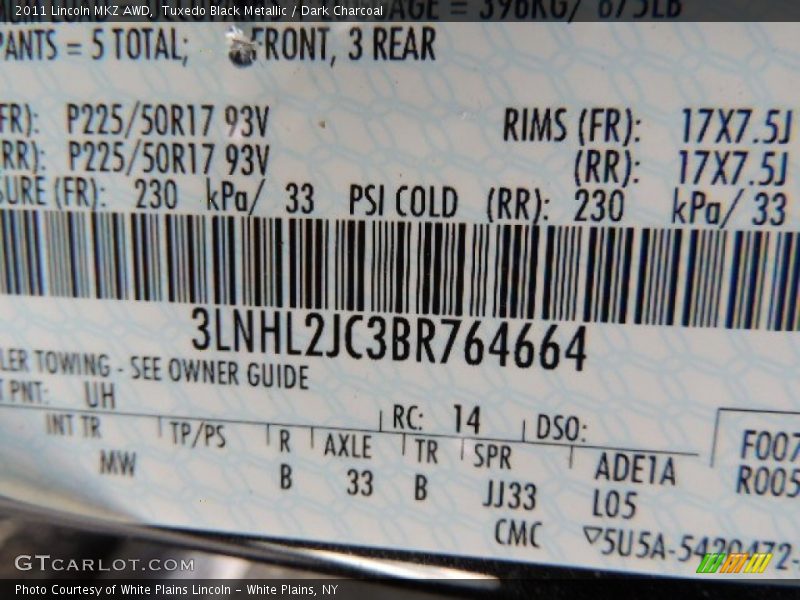 2011 Lincoln MKZ AWD, Tuxedo Black Metallic / Dark Charcoal
= 398KG/ 875LB
PANTS = 5 TOTAL; FRONT, 3 REAR
FR): P225/50R17 93V RIMS (FR): 17X7.5J
RR): P225/50R17 93V (RR): 17X7.5J
SURE (FR): 230 kPa/ 33 PSI COLD (RR): 230 kPa/ 33
3LNHL2JC3BR764664
LER TOWING - SEE OWNER GUIDE
T PNT: UH RC: 14 DSO:
INT TR TP/PS R AXLE TR SPR ADE1A F007
MW B 33 B JJ33 L05 R005
CMC ▽5U5A-5420472-
GTCARLOT.COM
Photo Courtesy of White Plains Lincoln - White Plains, NY